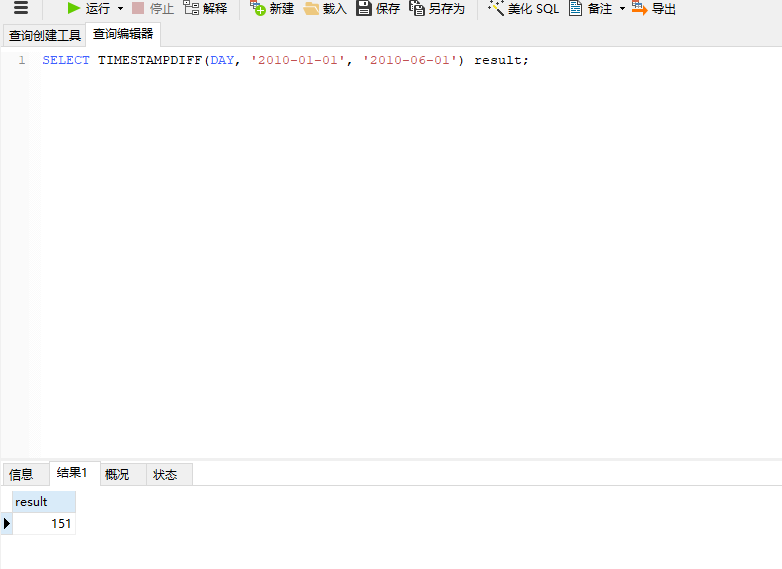 运行 停止 解释 新建 载入 保存 另存为 美化 SQL 备注 导出
查询创建工具 查询编辑器
1 SELECT TIMESTAMPDIFF(DAY, '2010-01-01', '2010-06-01') result;
信息 结果1 概况 状态
result
151